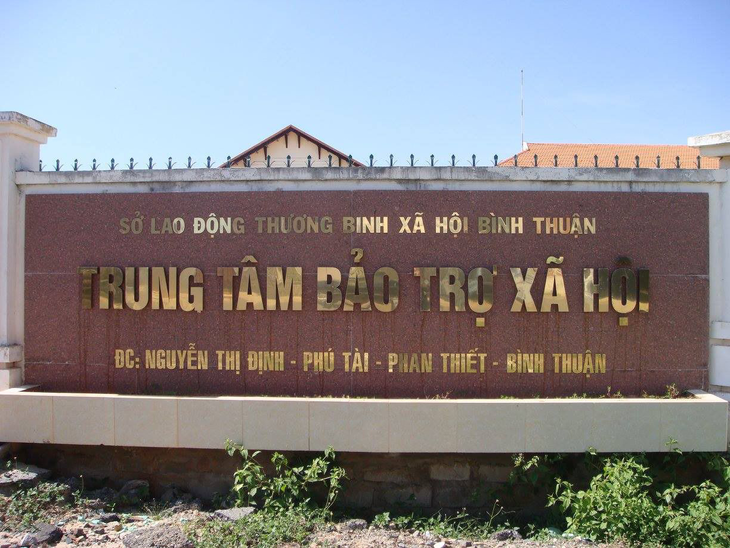 SỞ LAO ĐỘNG THƯƠNG BINH XÃ HỘI BÌNH THUẬN
TRUNG TÂM BẢO TRỢ XÃ HỘI
ĐC: NGUYỄN THỊ ĐỊNH - PHÚ TÀI - PHAN THIẾT - BÌNH THUẬN